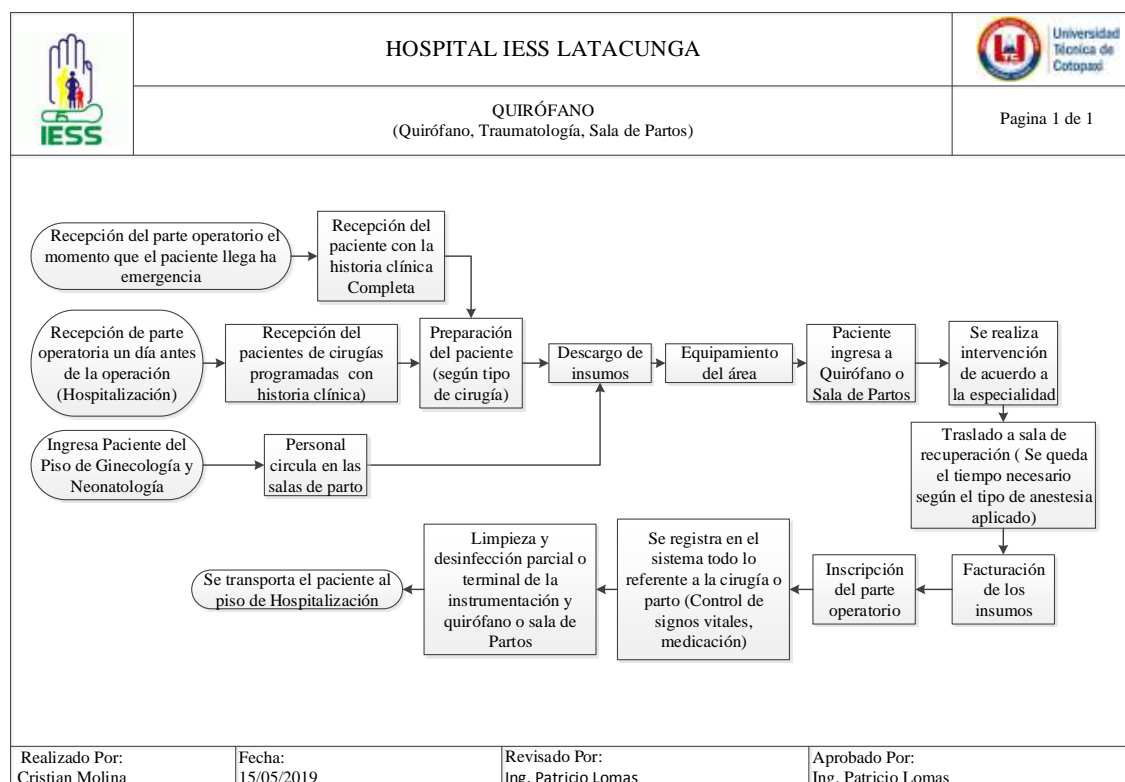 IESS
HOSPITAL IESS LATACUNGA
Universidad
Técnica de
Cotopaxi
QUIRÓFANO
(Quirófano, Traumatología, Sala de Partos)
Pagina 1 de 1
Recepción del parte operatorio el
momento que el paciente llega ha
emergencia
Recepción del
paciente con la
historia clínica
Completa
Recepción de parte
operatoria un día antes
de la operación
(Hospitalización)
Recepción del
pacientes de cirugías
programadas con
historia clínica)
Preparación
del paciente
(según tipo
de cirugía)
Descargo de
insumos
Equipamiento
del área
Paciente
ingresa a
Quirófano o
Sala de Partos
Se realiza
intervención
de acuerdo a
la especialidad
Ingresa Paciente del
Piso de Ginecología y
Neonatología
Personal
circula en las
salas de parto
Traslado a sala de
recuperación ( Se queda
el tiempo necesario
según el tipo de anestesia
aplicado)
Se transporta el paciente al
piso de Hospitalización
Limpieza y
desinfección parcial o
terminal de la
instrumentación y
quirófano o sala de
Partos
Se registra en el
sistema todo lo
referente a la cirugía o
parto (Control de
signos vitales,
medicación)
Inscripción
del parte
operatorio
Facturación
de los
insumos
Realizado Por:
Cristian Molina
Fecha:
15/05/2019
Revisado Por:
Ing. Patricio Lomas
Aprobado Por:
Ing. Patricio Lomas